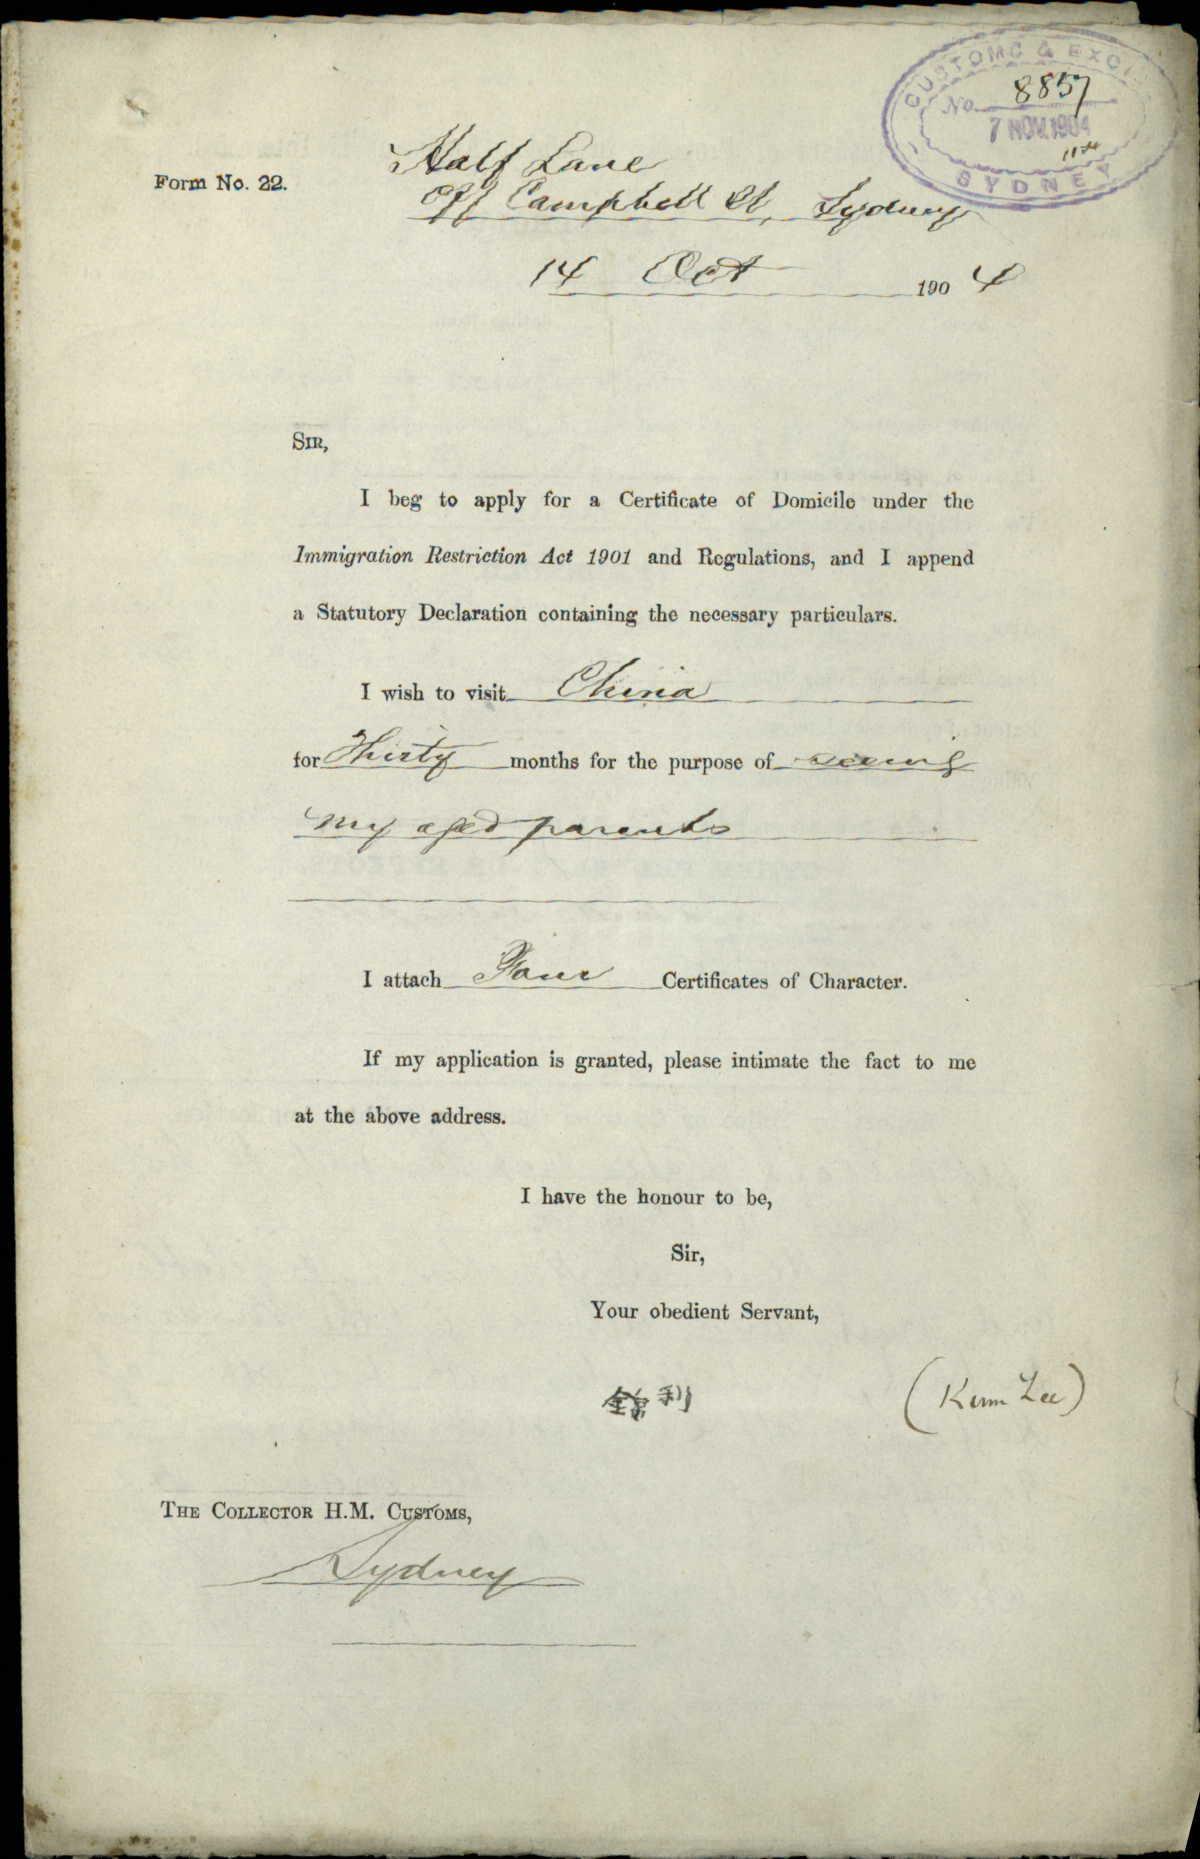 CUSTOMS & EXCI
No. 8857
7 NOV. 1904
SYDNEY
Form No. 22.
Half Lane
Off Campbell St, Sydney
14 Oct 1904
SIR,
I beg to apply for a Certificate of Domicile under the
Immigration Restriction Act 1901 and Regulations, and I append
a Statutory Declaration containing the necessary particulars.
I wish to visit China
for Thirty months for the purpose of seeing
my aged parents
I attach Four Certificates of Character.
If my application is granted, please intimate the fact to me
at the above address.
I have the honour to be,
Sir,
Your obedient Servant,
利 (Kum Lee)
THE COLLECTOR H.M. CUSTOMS,
Sydney